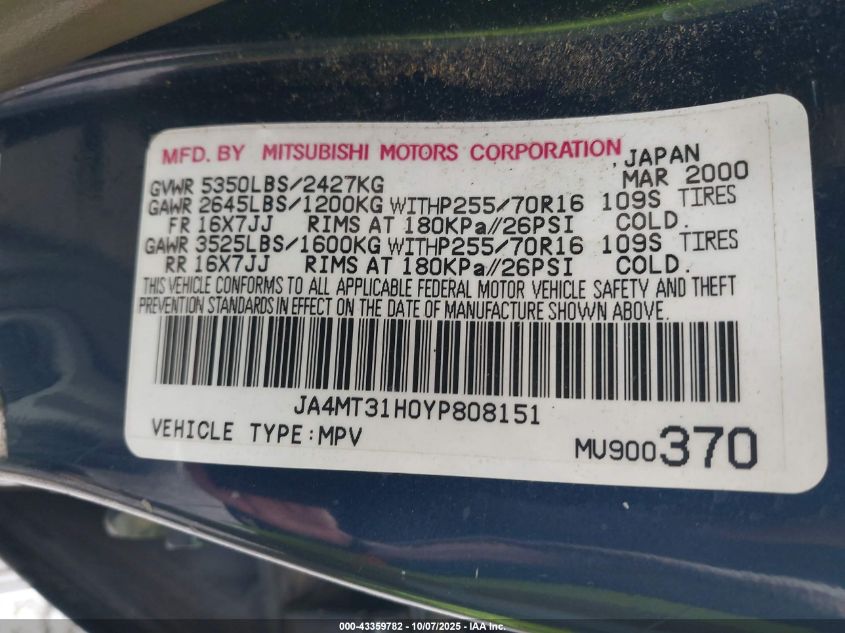 MFD. BY MITSUBISHI MOTORS CORPORATION, JAPAN
GVWR 5350LBS/2427KG MAR 2000
GAWR 2645LBS/1200KG WITHP255/70R16 109S TIRES
FR 16X7JJ RIMS AT 180KPa//26PSI COLD.
GAWR 3525LBS/1600KG WITHP255/70R16 109S TIRES
RR 16X7JJ RIMS AT 180KPa//26PSI COLD.
THIS VEHICLE CONFORMS TO ALL APPLICABLE FEDERAL MOTOR VEHICLE SAFETY AND THEFT
PREVENTION STANDARDS IN EFFECT ON THE DATE OF MANUFACTURE SHOWN ABOVE.
JA4MT31H0YP808151
VEHICLE TYPE:MPV MV900370
000-43359782 - 10/07/2025 - IAA Inc.